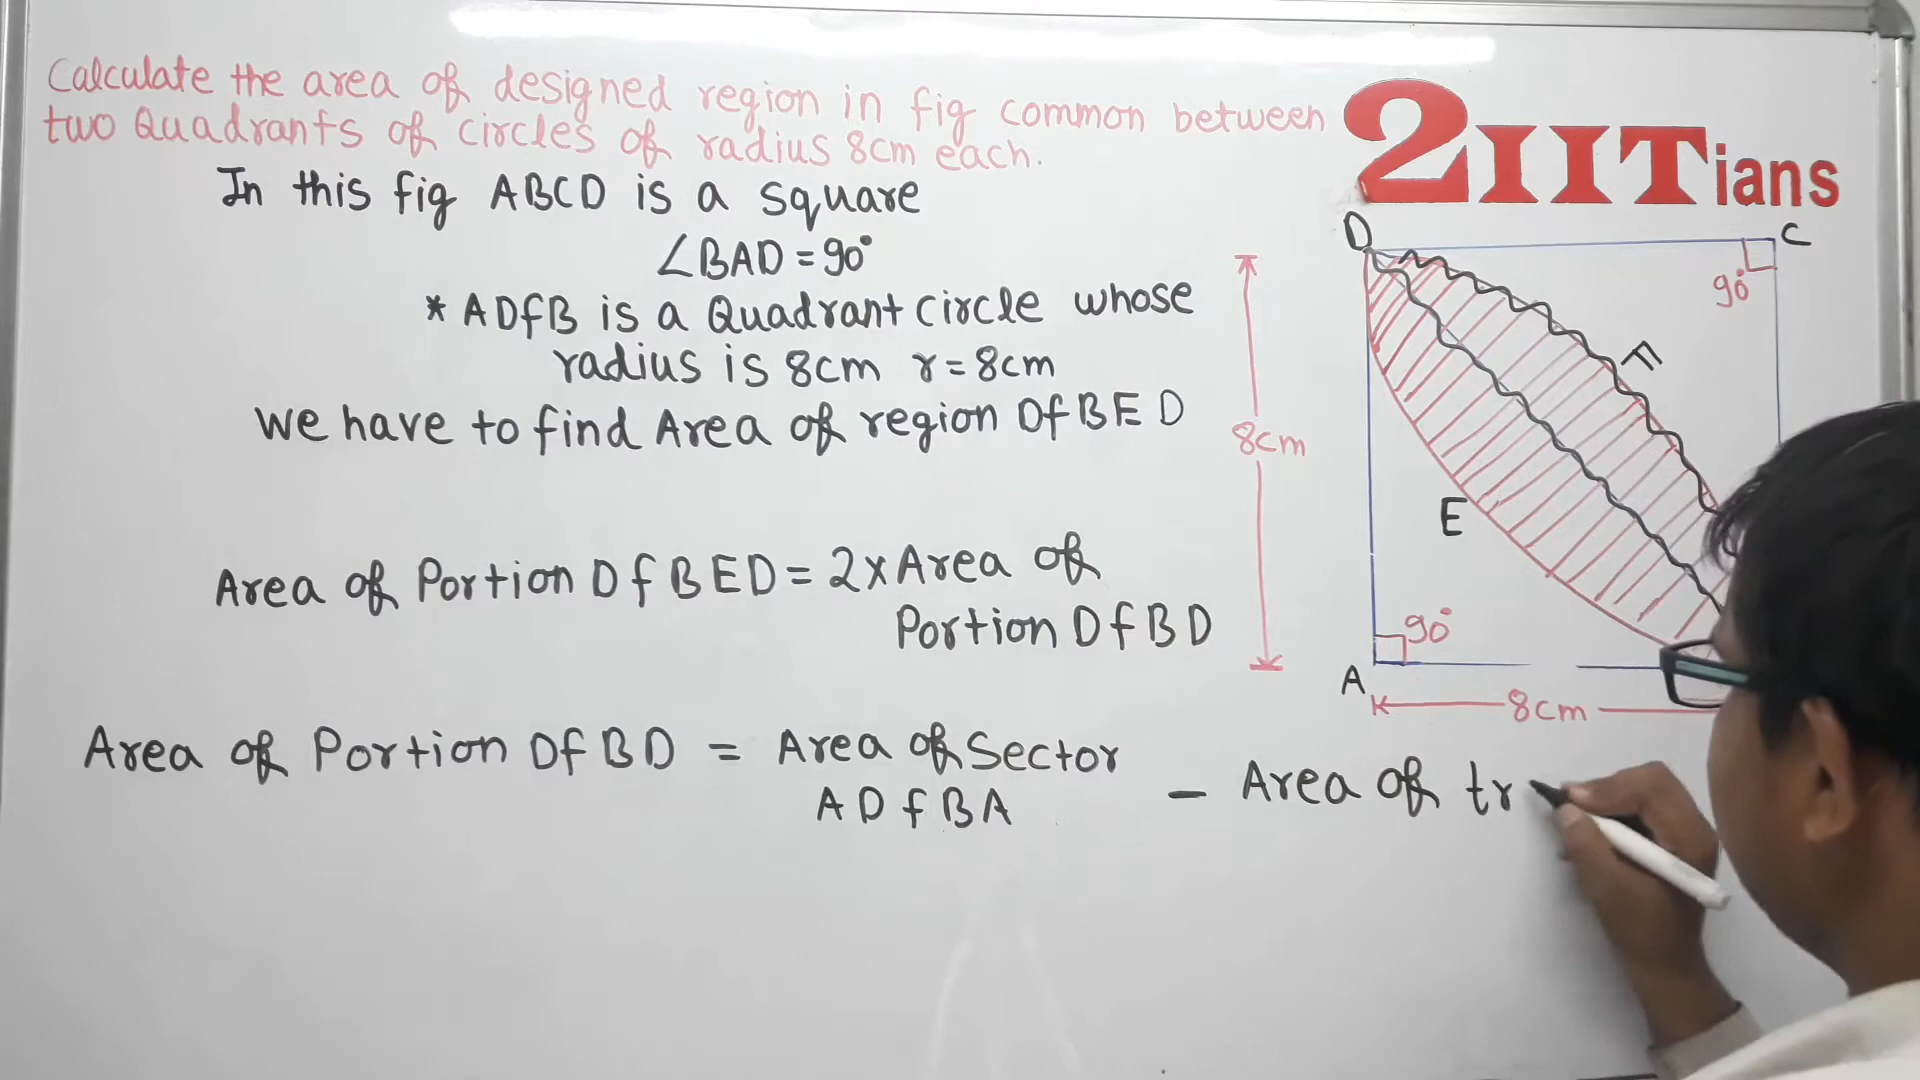 Calculate the area of designed region in fig common between
two Quadrants of circles of radius 8cm each.
2IITians
In this fig ABCD is a square
∠BAD = 90°
* ADfB is a Quadrant circle whose
radius is 8cm r = 8cm
We have to find Area of region DfBED
Area of Portion DfBED = 2 x Area of
Portion DfBD
Area of Portion DfBD = Area of Sector
ADfBA
- Area of tr
D
C
90°
F
8cm
E
90°
A
8cm